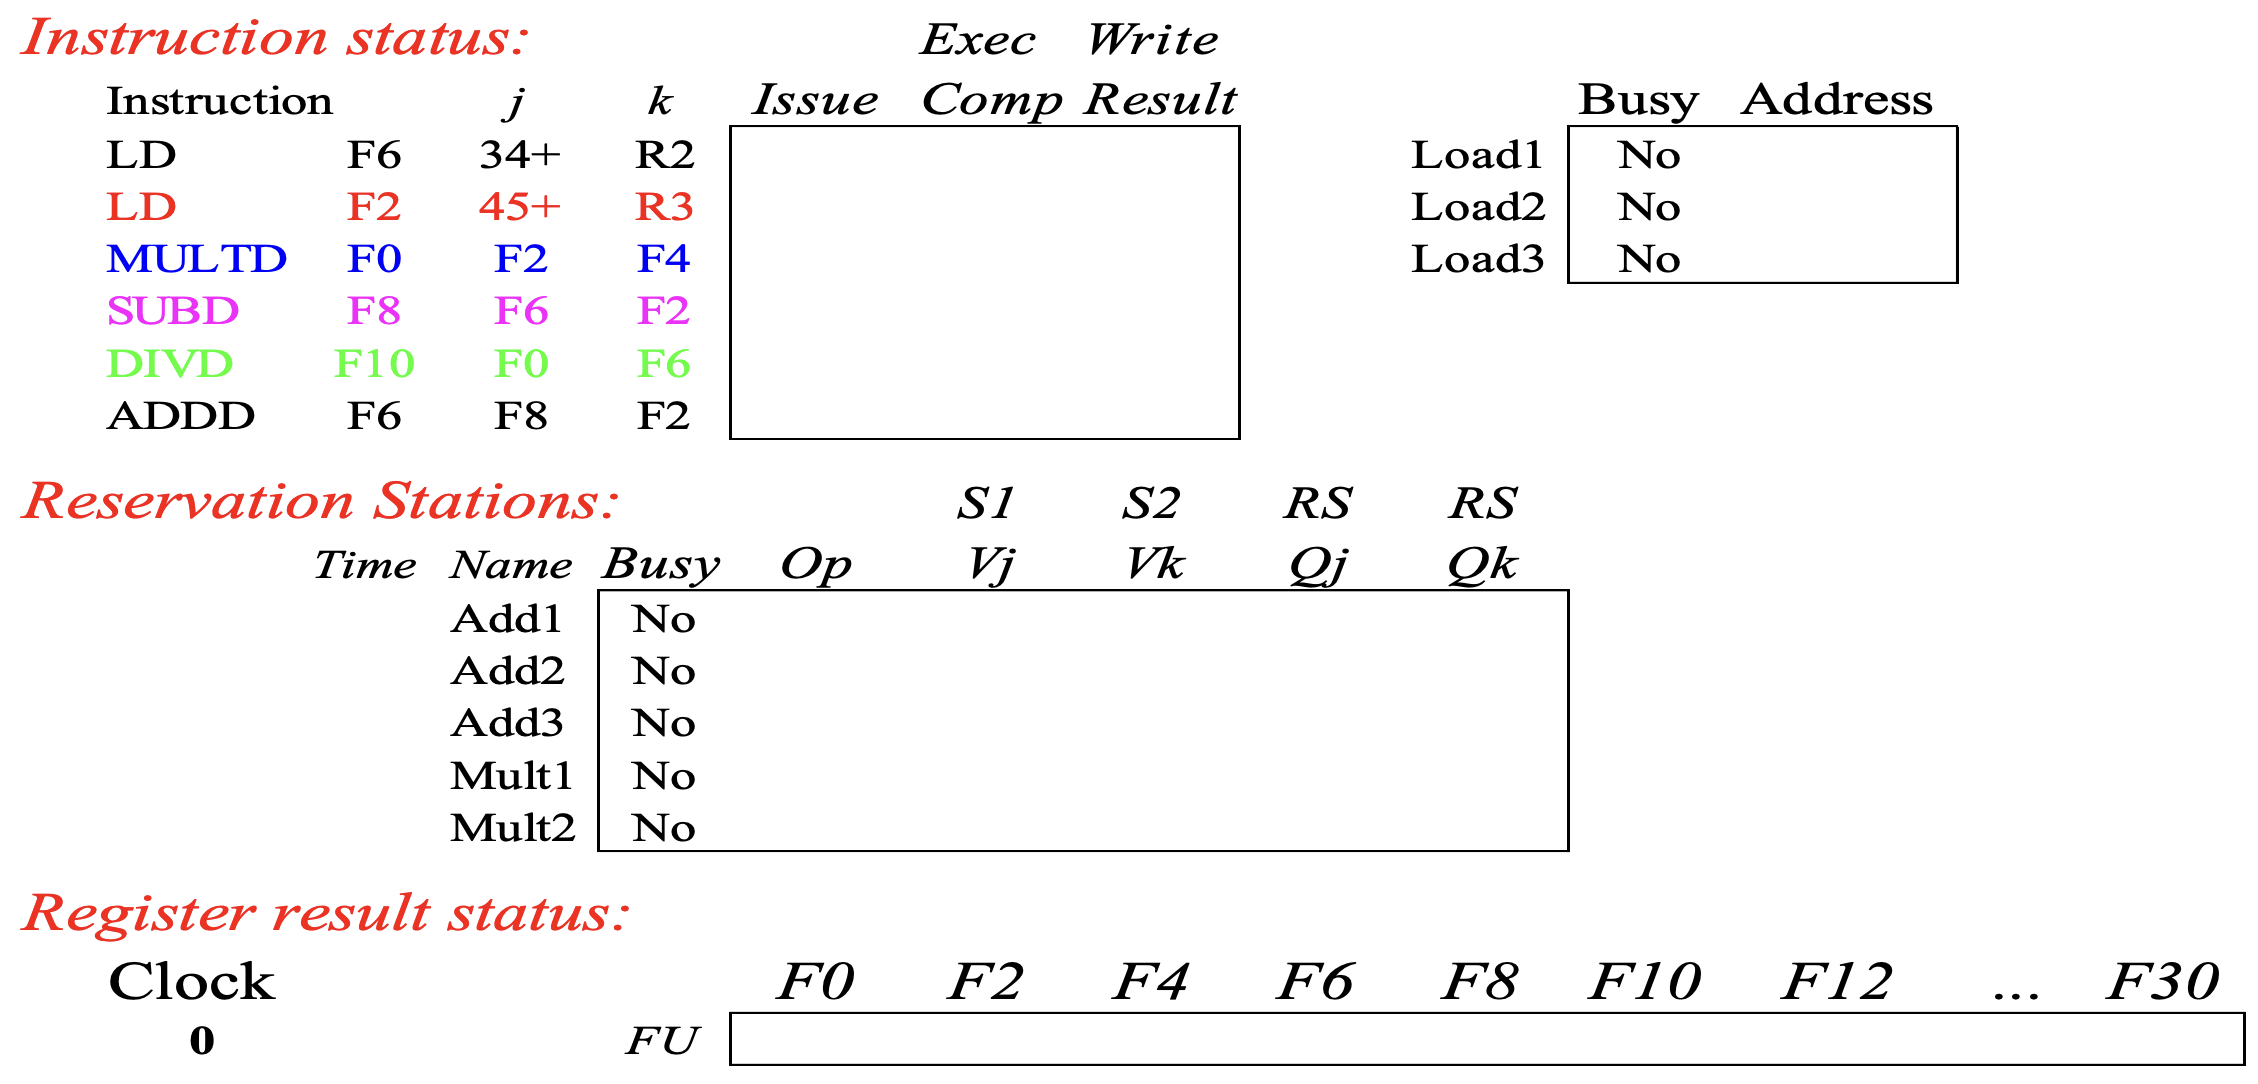 Instruction status: Exec Write
Instruction j k Issue Comp Result Busy Address
LD F6 34+ R2 Load1 No
LD F2 45+ R3 Load2 No
MULTD F0 F2 F4 Load3 No
SUBD F8 F6 F2
DIVD F10 F0 F6
ADDD F6 F8 F2
Reservation Stations: S1 S2 RS RS
Time Name Busy Op Vj Vk Qj Qk
Add1 No
Add2 No
Add3 No
Mult1 No
Mult2 No
Register result status:
Clock F0 F2 F4 F6 F8 F10 F12 ... F30
0 FU